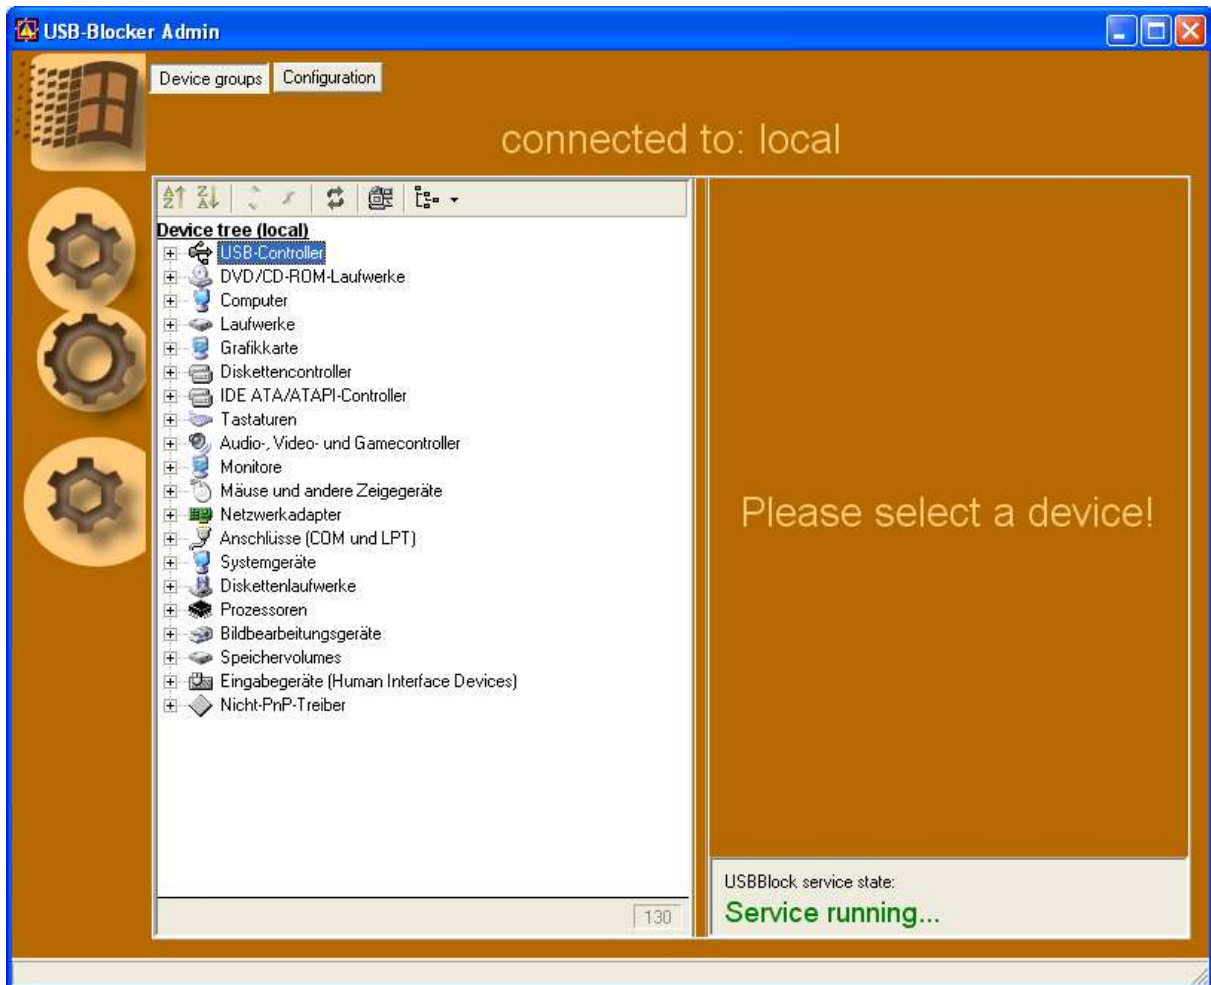 USB-Blocker Admin
Device groups Configuration
connected to: local
Device tree (local)
USB-Controller
DVD/CD-ROM-Laufwerke
Computer
Laufwerke
Grafikkarte
Diskettencontroller
IDE ATA/ATAPI-Controller
Tastaturen
Audio-, Video- und Gamecontroller
Monitore
Mäuse und andere Zeigegeräte
Netzwerkadapter
Anschlüsse (COM und LPT)
Systemgeräte
Diskettenlaufwerke
Prozessoren
Bildbearbeitungsgeräte
Speichervolumes
Eingabegeräte (Human Interface Devices)
Nicht-PnP-Treiber
130
Please select a device!
USBBlock service state:
Service running...